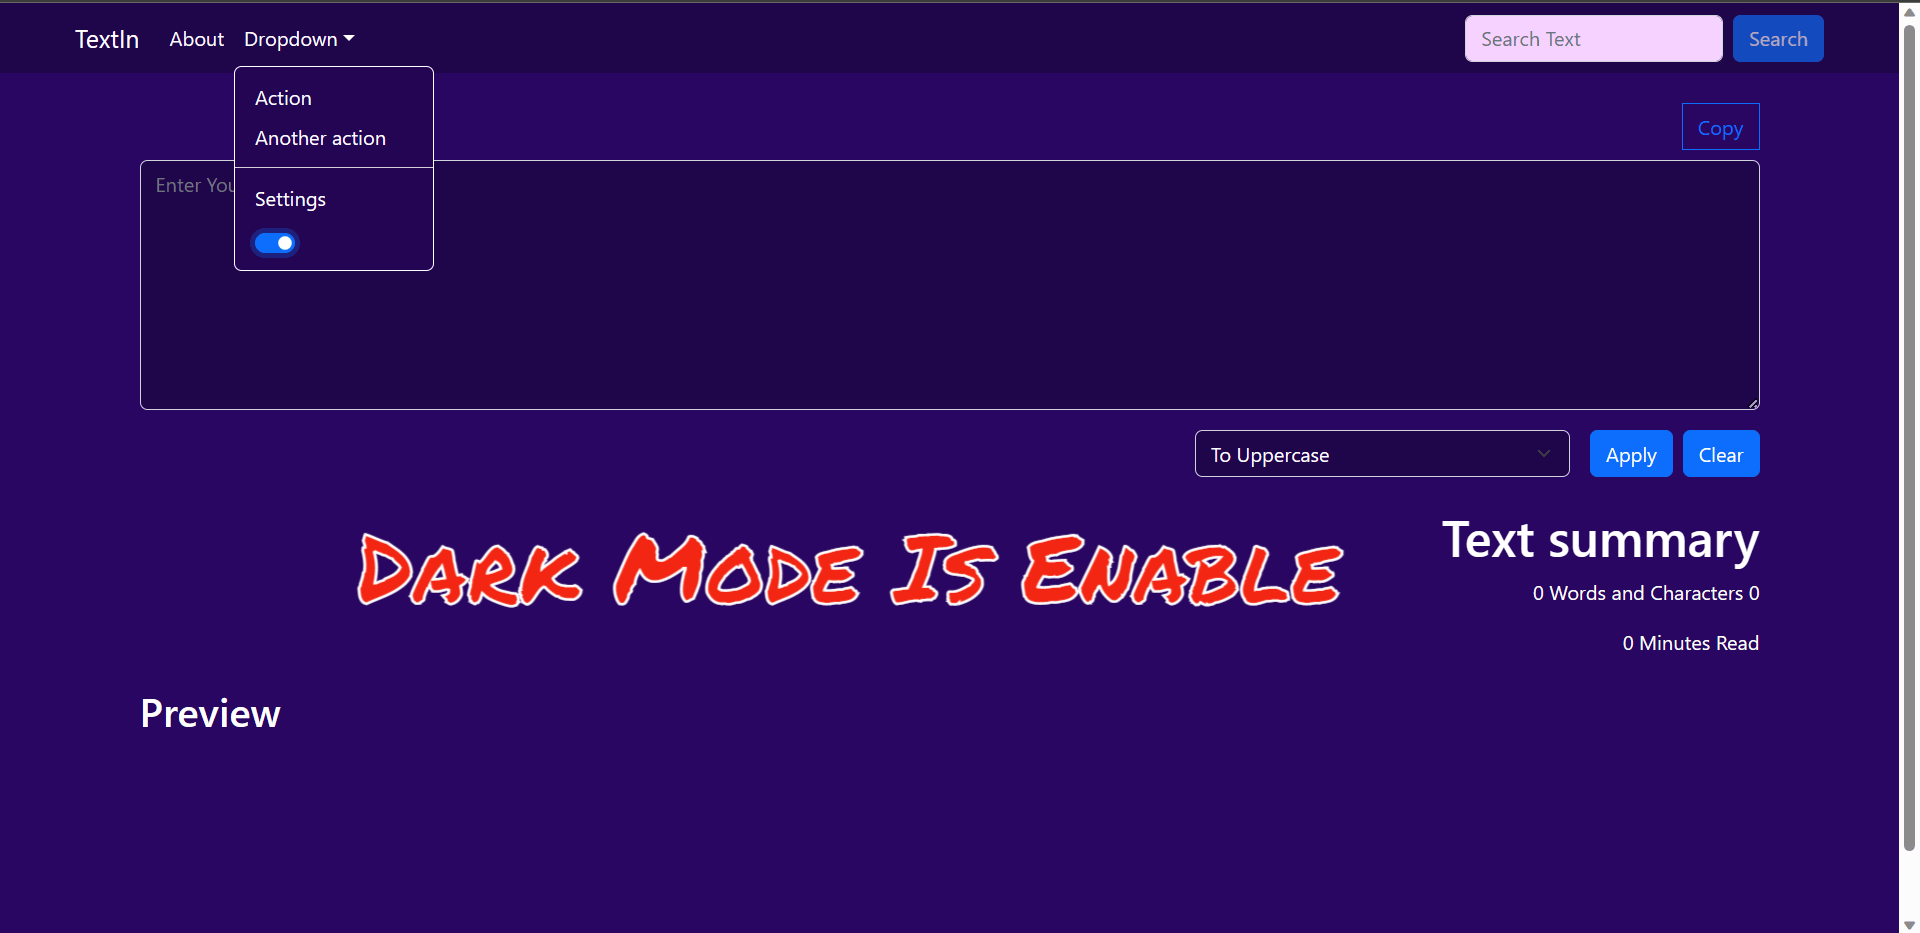 TextIn About Dropdown Search Text Search
Action
Another action
Settings
Copy
Enter You
To Uppercase Apply Clear
Dark Mode Is Enable
Text summary
0 Words and Characters 0
0 Minutes Read
Preview